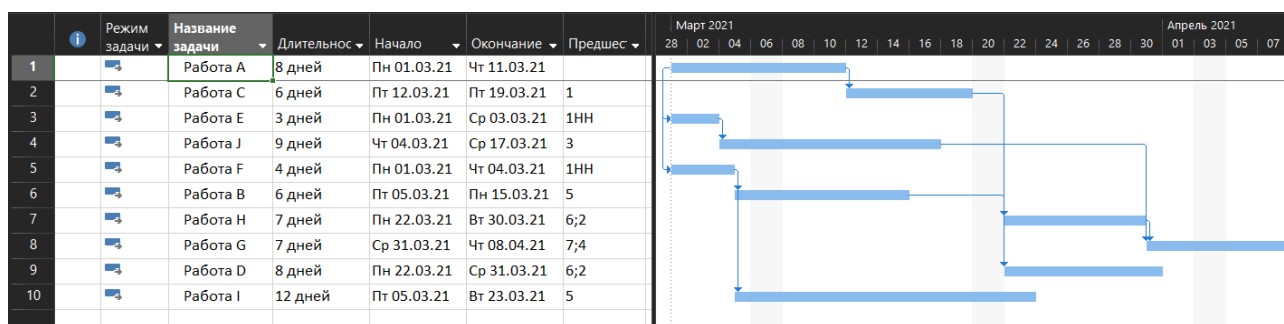 Режим задачи Название задачи Длительнос Начало Окончание Предшес Март 2021 Апрель 2021
28 02 04 06 08 10 12 14 16 18 20 22 24 26 28 30 01 03 05 07
1 Работа A 8 дней Пн 01.03.21 Чт 11.03.21
2 Работа C 6 дней Пт 12.03.21 Пт 19.03.21 1
3 Работа E 3 дней Пн 01.03.21 Ср 03.03.21 1НН
4 Работа J 9 дней Чт 04.03.21 Ср 17.03.21 3
5 Работа F 4 дней Пн 01.03.21 Чт 04.03.21 1НН
6 Работа B 6 дней Пт 05.03.21 Пн 15.03.21 5
7 Работа H 7 дней Пн 22.03.21 Вт 30.03.21 6;2
8 Работа G 7 дней Ср 31.03.21 Чт 08.04.21 7;4
9 Работа D 8 дней Пн 22.03.21 Ср 31.03.21 6;2
10 Работа I 12 дней Пт 05.03.21 Вт 23.03.21 5